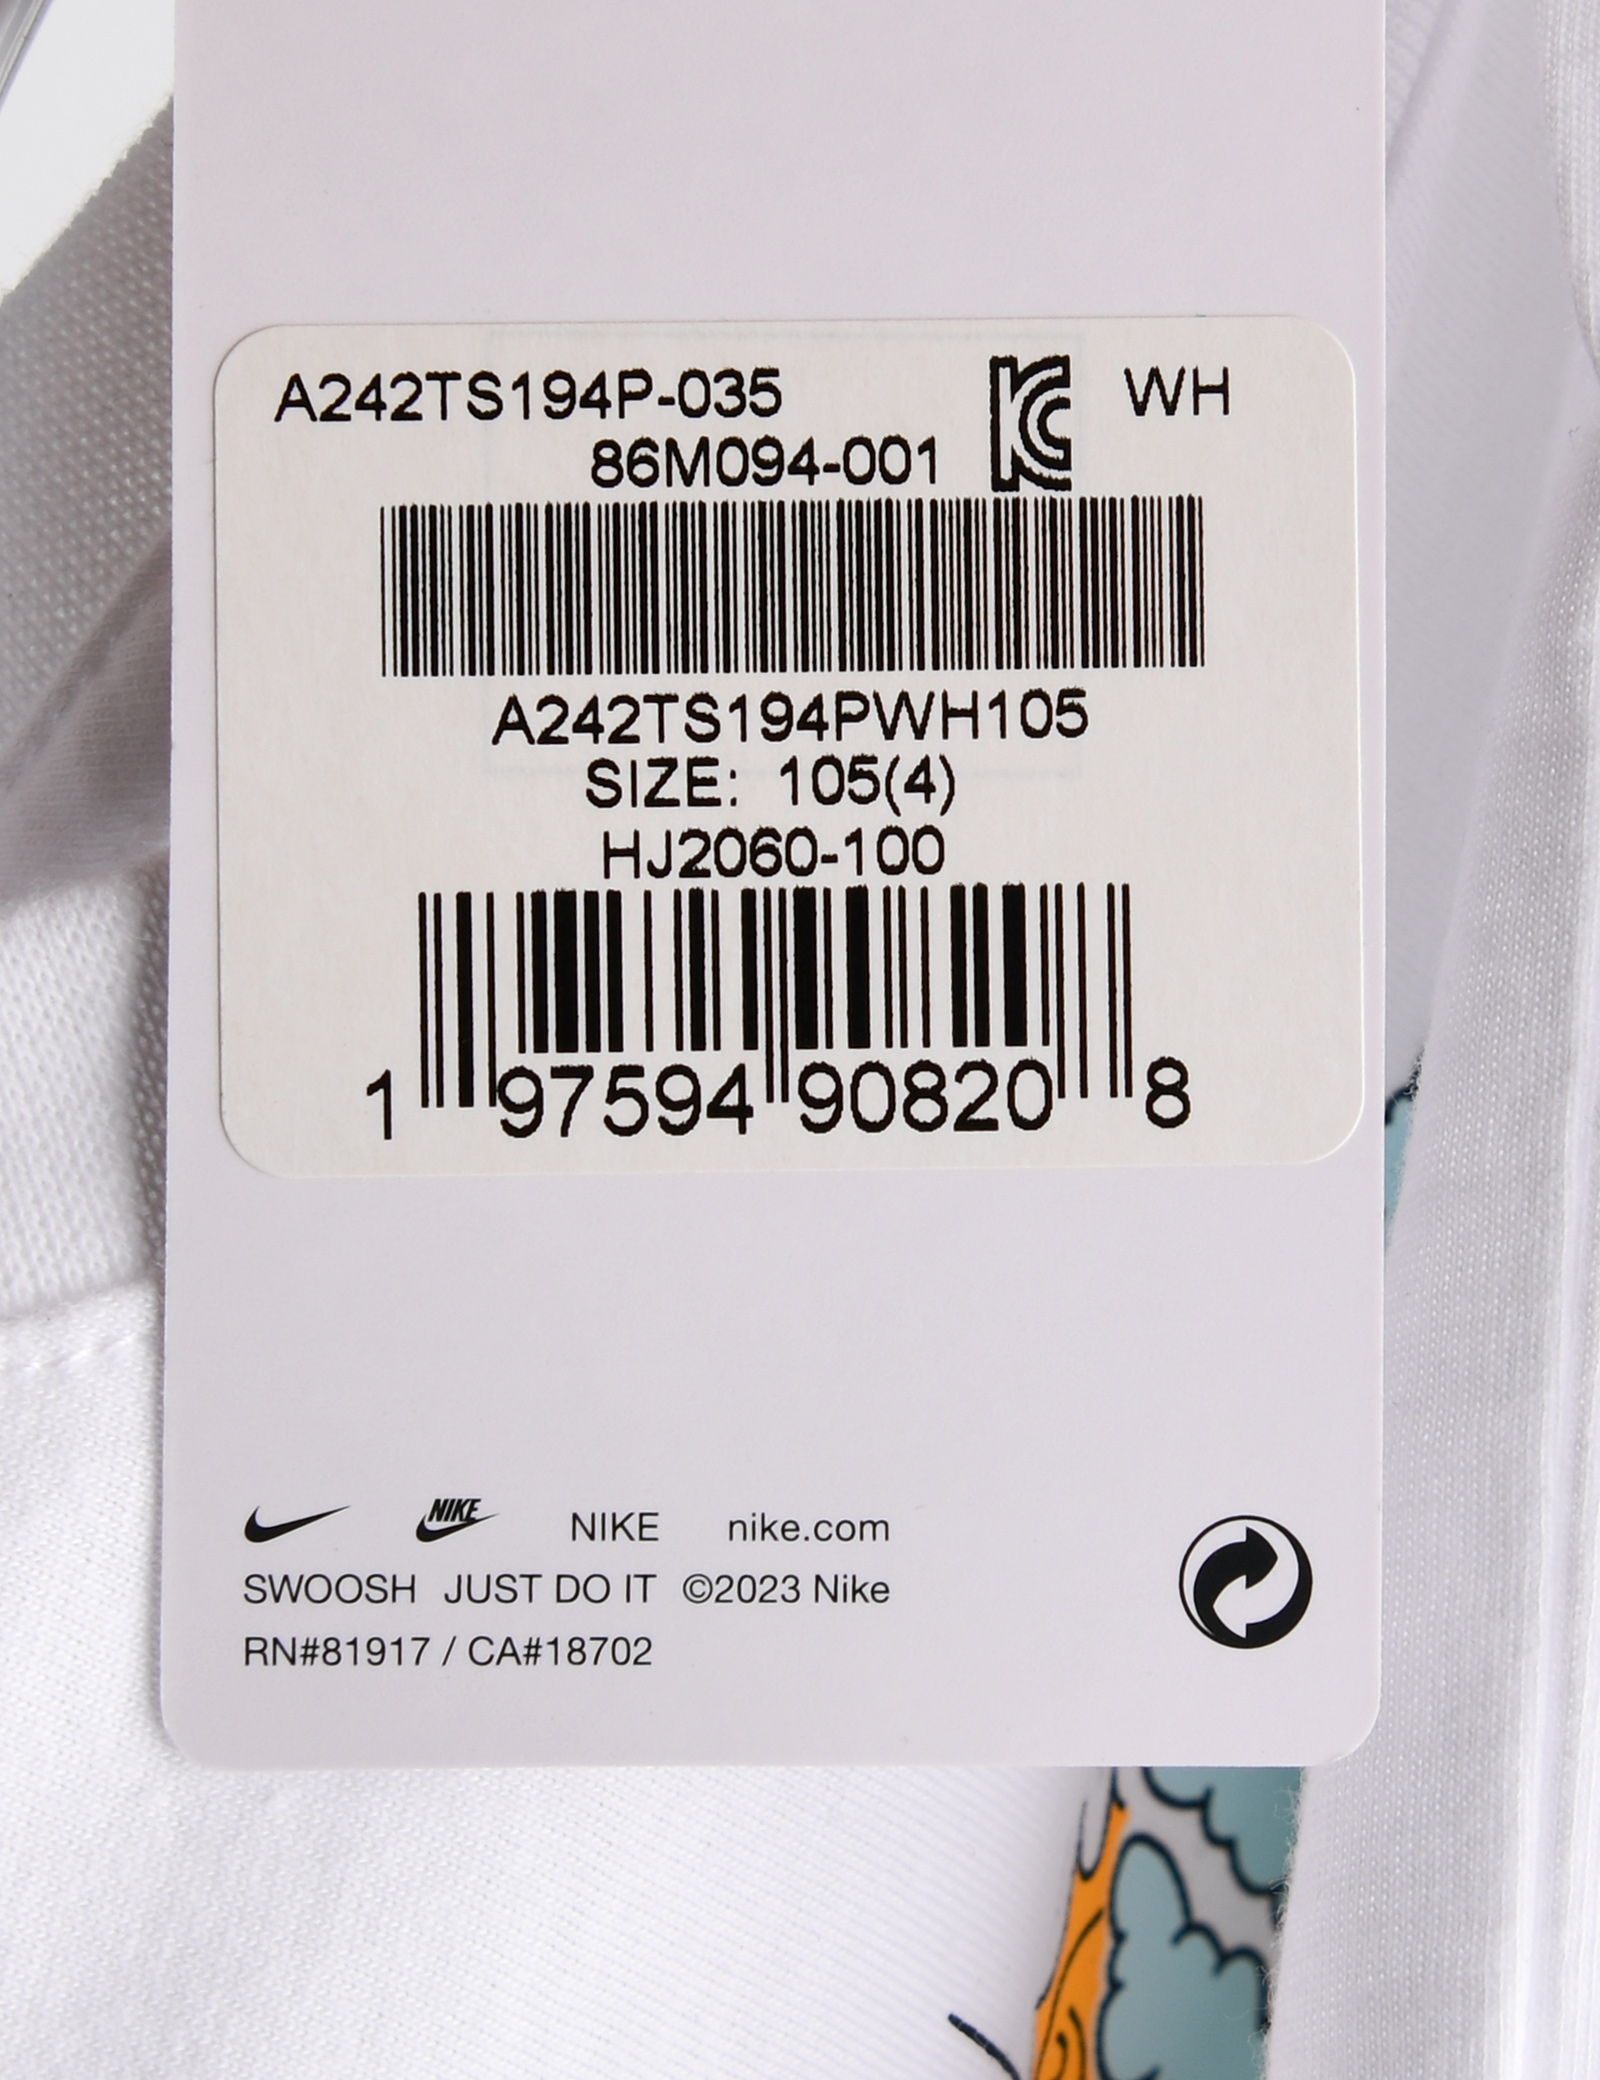 A242TS194P-035 WH
86M094-001
A242TS194PWH105
SIZE: 105(4)
HJ2060-100
1 97594 90820 8
NIKE NIKE nike.com
SWOOSH JUST DO IT ©2023 Nike
RN#81917 / CA#18702